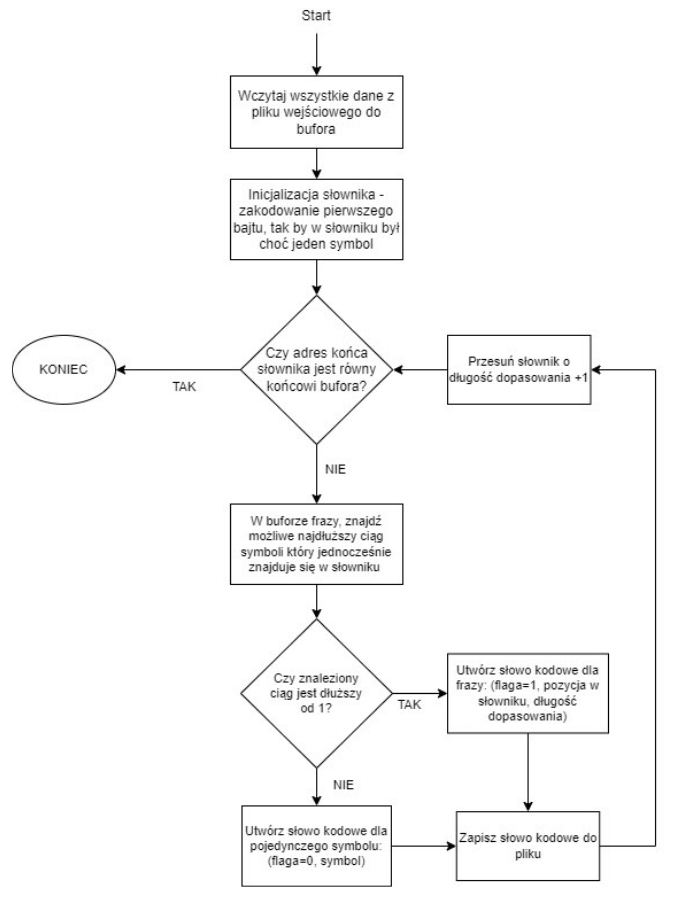 Start
Wczytaj wszystkie dane z
pliku wejściowego do
bufora
Inicjalizacja słownika -
zakodowanie pierwszego
bajtu, tak by w słowniku był
choć jeden symbol
Czy adres końca
słownika jest równy
końcowi bufora?
KONIEC
TAK
Przesuń słownik o
długość dopasowania +1
NIE
W buforze frazy, znajdź
możliwe najdłuższy ciąg
symboli który jednocześnie
znajduje się w słowniku
Czy znaleziony
ciąg jest dłuższy
od 1?
TAK
Utwórz słowo kodowe dla
frazy: (flaga=1, pozycja w
słowniku, długość
dopasowania)
NIE
Utwórz słowo kodowe dla
pojedynczego symbolu:
(flaga=0, symbol)
Zapisz słowo kodowe do
pliku